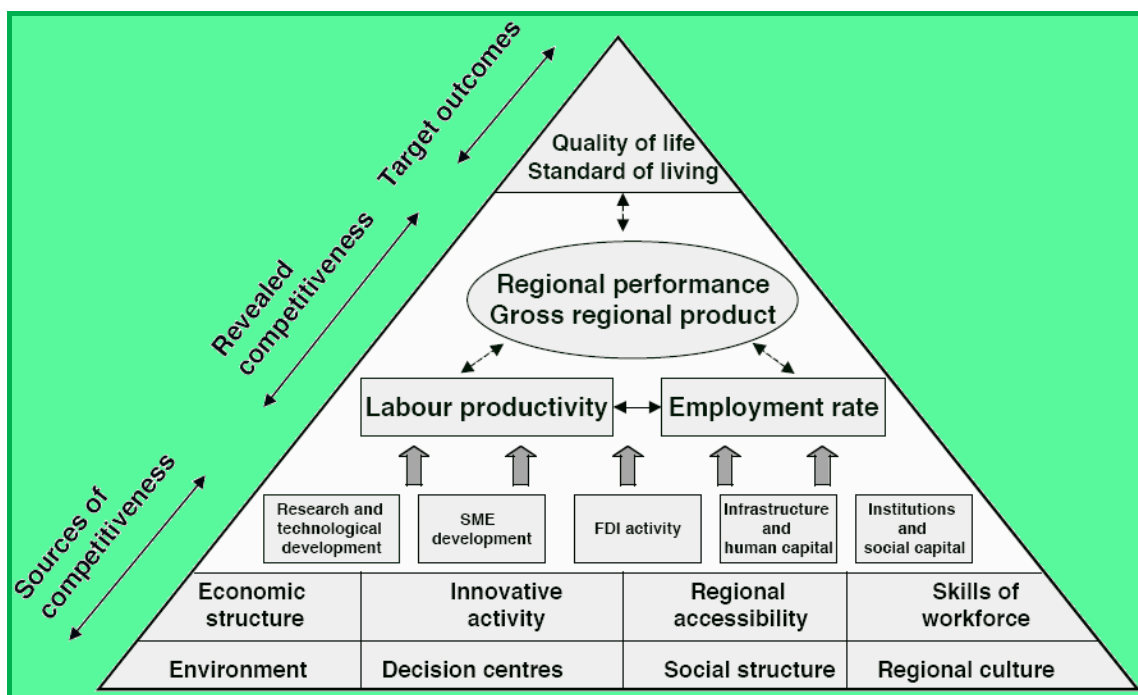 Target outcomes
Quality of life
Standard of living
Revealed
competitiveness
Regional performance
Gross regional product
Labour productivity
Employment rate
Sources of
competitiveness
Research and
technological
development
SME
development
FDI activity
Infrastructure
and
human capital
Institutions
and
social capital
Economic
structure
Innovative
activity
Regional
accessibility
Skills of
workforce
Environment
Decision centres
Social structure
Regional culture